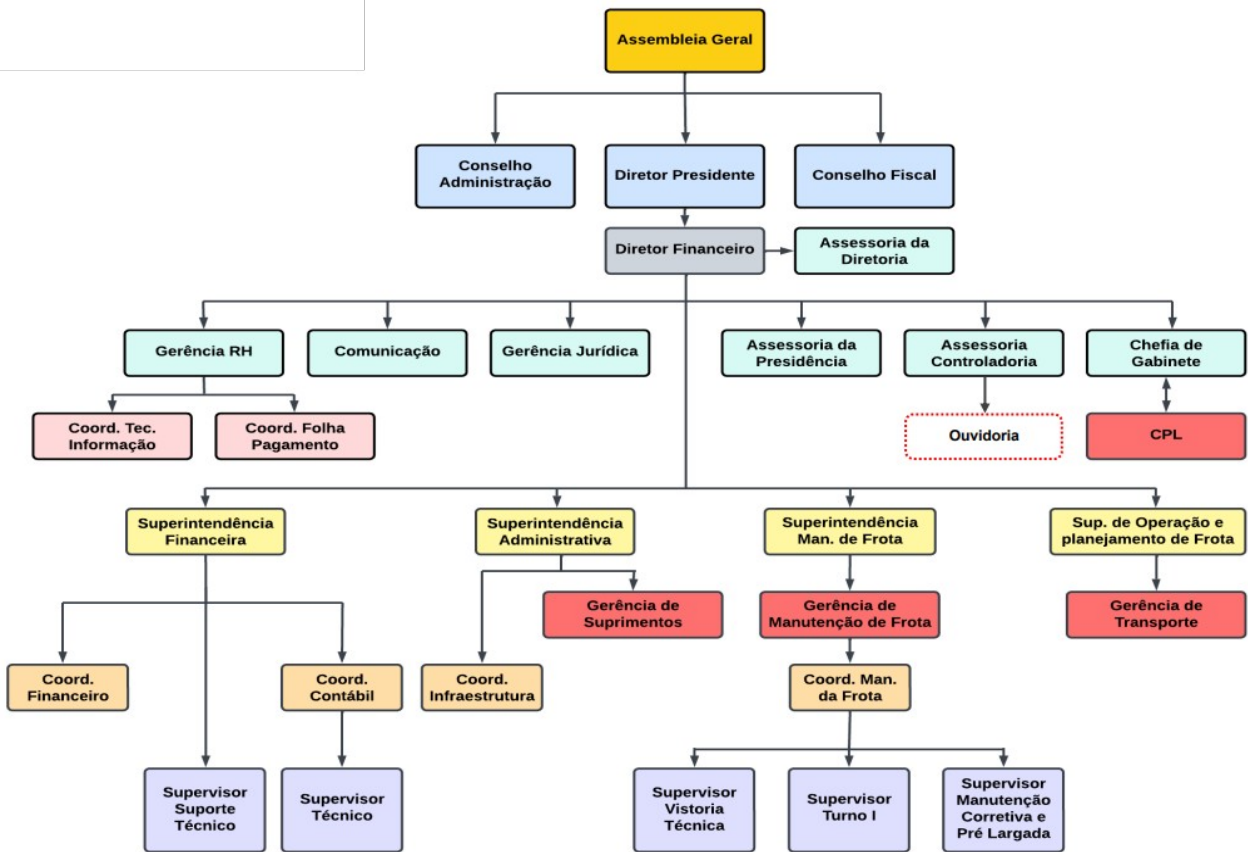 Assembleia Geral
Conselho
Administração
Diretor Presidente
Conselho Fiscal
Diretor Financeiro
Assessoria da
Diretoria
Gerência RH
Comunicação
Gerência Jurídica
Assessoria da
Presidência
Assessoria
Controladoria
Chefia de
Gabinete
Coord. Tec.
Informação
Coord. Folha
Pagamento
Ouvidoria
CPL
Superintendência
Financeira
Superintendência
Administrativa
Superintendência
Man. de Frota
Sup. de Operação e
planejamento de Frota
Gerência de
Suprimentos
Gerência de
Manutenção de Frota
Gerência de
Transporte
Coord.
Financeiro
Coord.
Contábil
Coord.
Infraestrutura
Coord. Man.
da Frota
Supervisor
Suporte
Técnico
Supervisor
Técnico
Supervisor
Vistoria
Técnica
Supervisor
Turno I
Supervisor
Manutenção
Corretiva e
Pré Largada